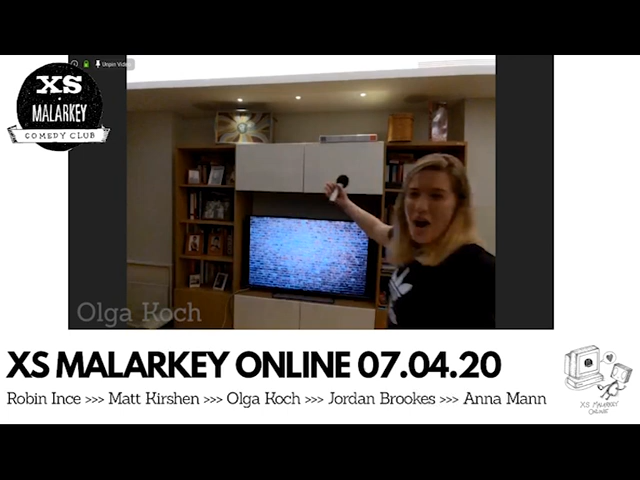 Unpin Video
XS
MALARKEY
COMEDY CLUB
Olga Koch
XS MALARKEY ONLINE 07.04.20
Robin Ince >>> Matt Kirshen >>> Olga Koch >>> Jordan Brookes >>> Anna Mann
XS MALARKEY
ONLINE